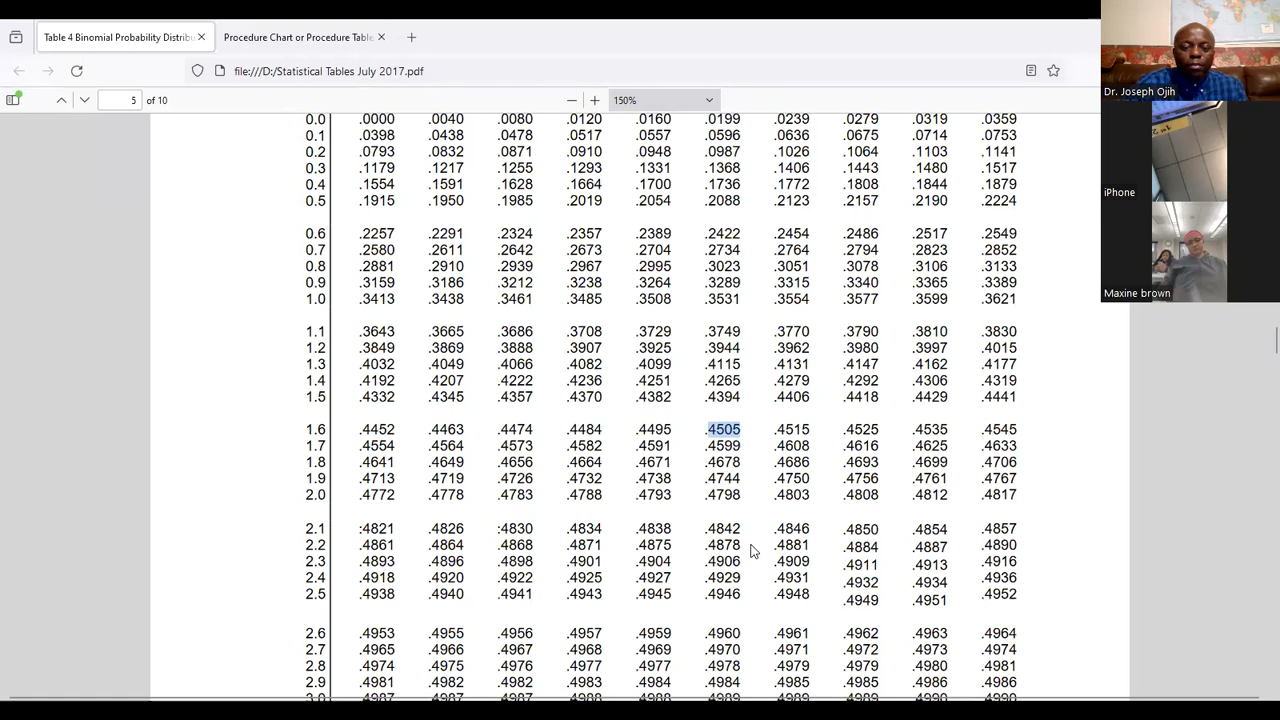 Table 4 Binomial Probability Distribu
Procedure Chart or Procedure Table
file:///D:/Statistical Tables July 2017.pdf
5 of 10
150%
0.0 .0000 .0040 .0080 .0120 .0160 .0199 .0239 .0279 .0319 .0359
0.1 .0398 .0438 .0478 .0517 .0557 .0596 .0636 .0675 .0714 .0753
0.2 .0793 .0832 .0871 .0910 .0948 .0987 .1026 .1064 .1103 .1141
0.3 .1179 .1217 .1255 .1293 .1331 .1368 .1406 .1443 .1480 .1517
0.4 .1554 .1591 .1628 .1664 .1700 .1736 .1772 .1808 .1844 .1879
0.5 .1915 .1950 .1985 .2019 .2054 .2088 .2123 .2157 .2190 .2224
0.6 .2257 .2291 .2324 .2357 .2389 .2422 .2454 .2486 .2517 .2549
0.7 .2580 .2611 .2642 .2673 .2704 .2734 .2764 .2794 .2823 .2852
0.8 .2881 .2910 .2939 .2967 .2995 .3023 .3051 .3078 .3106 .3133
0.9 .3159 .3186 .3212 .3238 .3264 .3289 .3315 .3340 .3365 .3389
1.0 .3413 .3438 .3461 .3485 .3508 .3531 .3554 .3577 .3599 .3621
1.1 .3643 .3665 .3686 .3708 .3729 .3749 .3770 .3790 .3810 .3830
1.2 .3849 .3869 .3888 .3907 .3925 .3944 .3962 .3980 .3997 .4015
1.3 .4032 .4049 .4066 .4082 .4099 .4115 .4131 .4147 .4162 .4177
1.4 .4192 .4207 .4222 .4236 .4251 .4265 .4279 .4292 .4306 .4319
1.5 .4332 .4345 .4357 .4370 .4382 .4394 .4406 .4418 .4429 .4441
1.6 .4452 .4463 .4474 .4484 .4495 .4505 .4515 .4525 .4535 .4545
1.7 .4554 .4564 .4573 .4582 .4591 .4599 .4608 .4616 .4625 .4633
1.8 .4641 .4649 .4656 .4664 .4671 .4678 .4686 .4693 .4699 .4706
1.9 .4713 .4719 .4726 .4732 .4738 .4744 .4750 .4756 .4761 .4767
2.0 .4772 .4778 .4783 .4788 .4793 .4798 .4803 .4808 .4812 .4817
2.1 :4821 .4826 :4830 .4834 .4838 .4842 .4846 .4850 .4854 .4857
2.2 .4861 .4864 .4868 .4871 .4875 .4878 .4881 .4884 .4887 .4890
2.3 .4893 .4896 .4898 .4901 .4904 .4906 .4909 .4911 .4913 .4916
2.4 .4918 .4920 .4922 .4925 .4927 .4929 .4931 .4932 .4934 .4936
2.5 .4938 .4940 .4941 .4943 .4945 .4946 .4948 .4949 .4951 .4952
2.6 .4953 .4955 .4956 .4957 .4959 .4960 .4961 .4962 .4963 .4964
2.7 .4965 .4966 .4967 .4968 .4969 .4970 .4971 .4972 .4973 .4974
2.8 .4974 .4975 .4976 .4977 .4977 .4978 .4979 .4979 .4980 .4981
2.9 .4981 .4982 .4982 .4983 .4984 .4984 .4985 .4985 .4986 .4986
3.0 .4987 .4987 .4987 .4988 .4988 .4989 .4989 .4989 .4990 .4990
Dr. Joseph Ojih
iPhone
Maxine brown